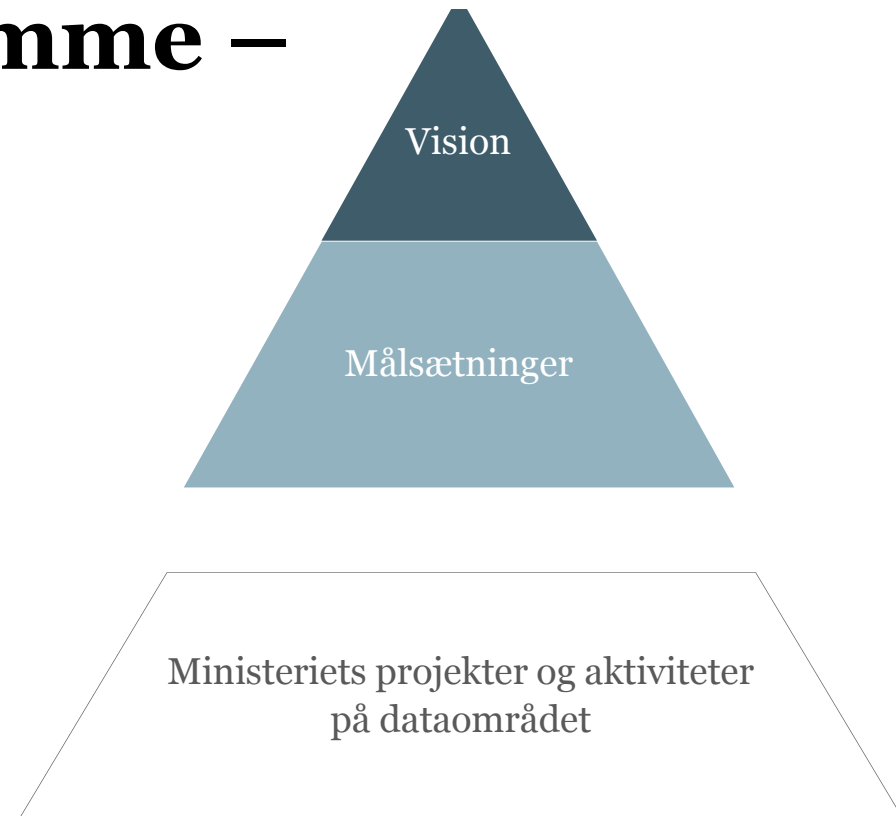 mme –
Vision
Målsætninger
Ministeriets projekter og aktiviteter
på dataområdet